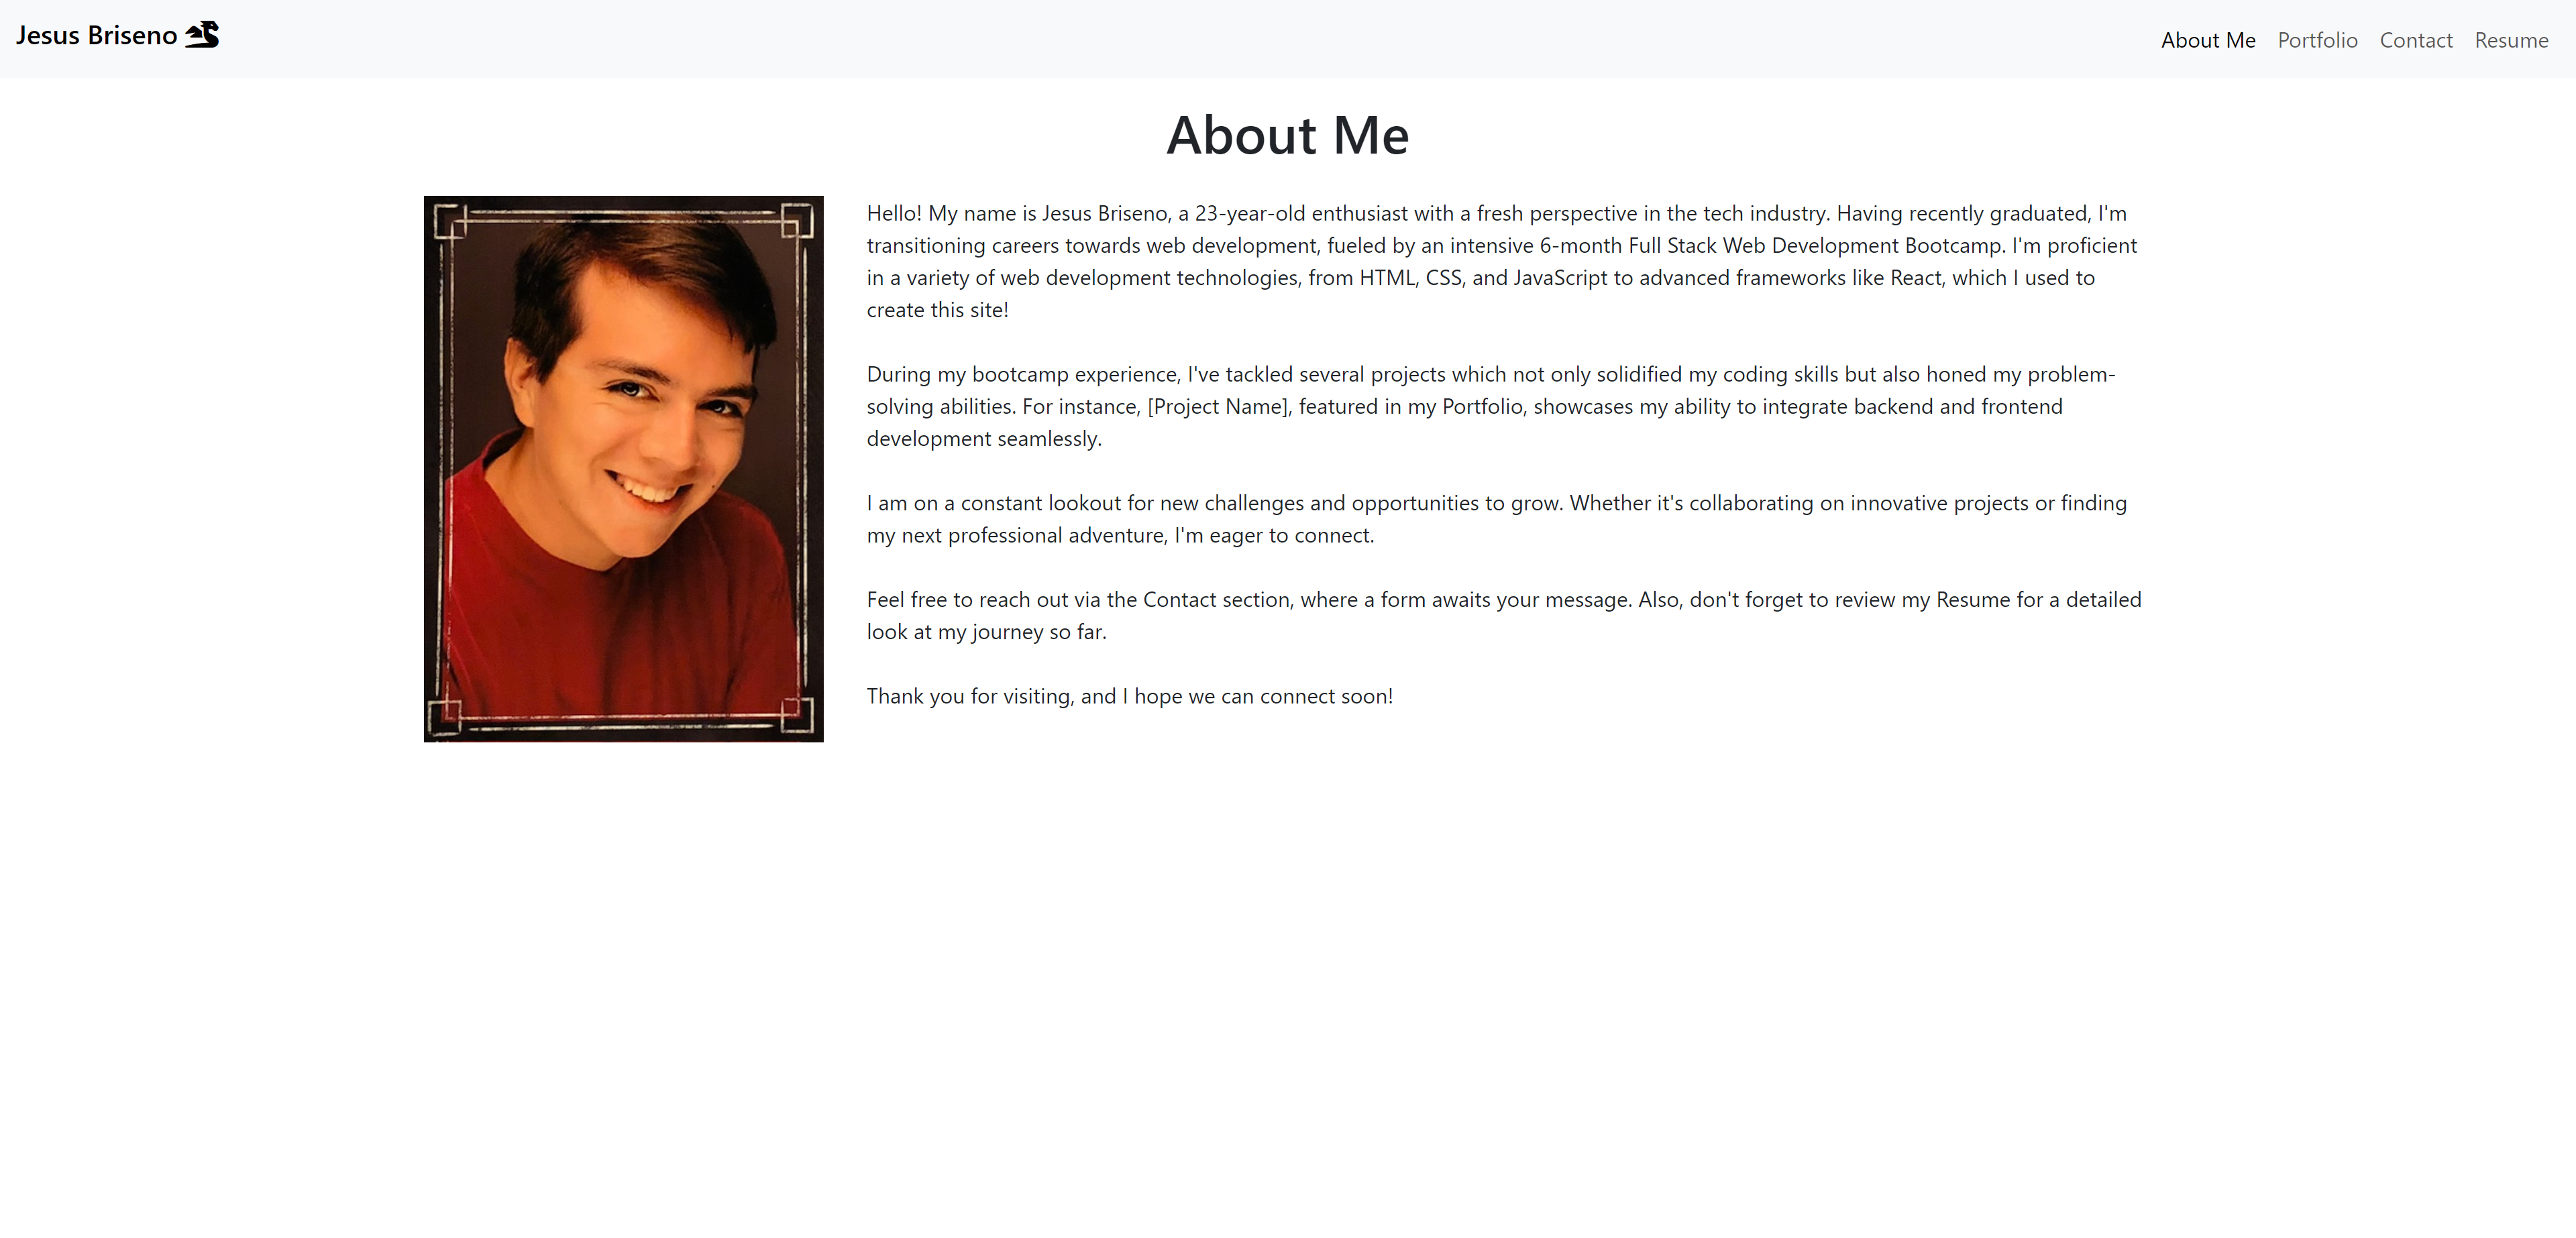 Jesus Briseno
About Me Portfolio Contact Resume
About Me
Hello! My name is Jesus Briseno, a 23-year-old enthusiast with a fresh perspective in the tech industry. Having recently graduated, I'm
transitioning careers towards web development, fueled by an intensive 6-month Full Stack Web Development Bootcamp. I'm proficient
in a variety of web development technologies, from HTML, CSS, and JavaScript to advanced frameworks like React, which I used to
create this site!
During my bootcamp experience, I've tackled several projects which not only solidified my coding skills but also honed my problem-
solving abilities. For instance, [Project Name], featured in my Portfolio, showcases my ability to integrate backend and frontend
development seamlessly.
I am on a constant lookout for new challenges and opportunities to grow. Whether it's collaborating on innovative projects or finding
my next professional adventure, I'm eager to connect.
Feel free to reach out via the Contact section, where a form awaits your message. Also, don't forget to review my Resume for a detailed
look at my journey so far.
Thank you for visiting, and I hope we can connect soon!